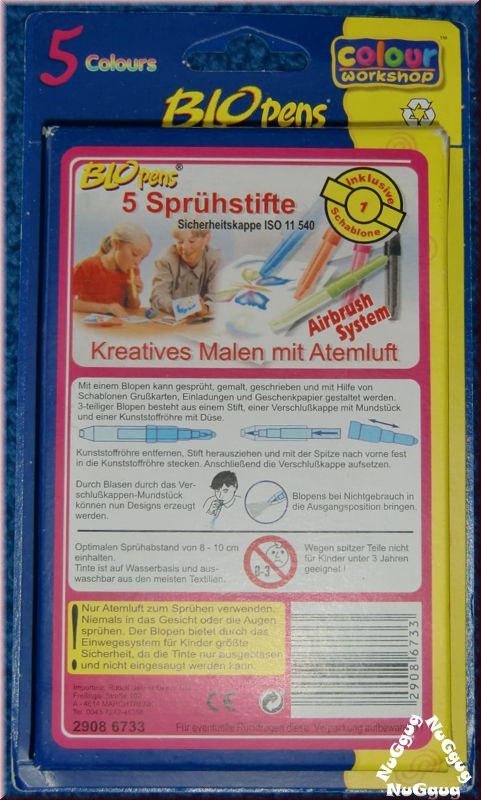 5 Colours
colour
workshop
BLOpens
BLOpens®
5 Sprühstifte
Sicherheitskappe ISO 11 540
Inklusive
1
Schablone
Airbrush
System
Kreatives Malen mit Atemluft
Mit einem Blopen kann gesprüht, gemalt, geschrieben und mit Hilfe von
Schablonen Grußkarten, Einladungen und Geschenkpapier gestaltet werden.
3-teiliger Blopen besteht aus einem Stift, einer Verschlußkappe mit Mundstück
und einer Kunststoffröhre mit Düse.
Kunststoffröhre entfernen, Stift herausziehen und mit der Spitze nach vorne fest
in die Kunststoffröhre stecken. Anschließend die Verschlußkappe aufsetzen.
Durch Blasen durch das Ver-
schlußkappen-Mundstück
können nun Designs erzeugt
werden.
Blopens bei Nichtgebrauch in
die Ausgangsposition bringen.
Optimalen Sprühabstand von 8 - 10 cm
einhalten.
Tinte ist auf Wasserbasis und aus-
waschbar aus den meisten Textilien.
0-3
Wegen spitzer Teile nicht
für Kinder unter 3 Jahren
geeignet !
!
Nur Atemluft zum Sprühen verwenden.
Niemals in das Gesicht oder die Augen
sprühen. Der Blopen bietet durch das
Einwegsystem für Kinder größte
Sicherheit, da die Tinte nur ausgeblasen
und nicht eingesaugt werden kann.
2908 6733
Importeur:
CE
2908 6733
Für eventuelle Rückfragen diese Verpackung aufbewahren
NuGgug
NuGgug
NuGgug